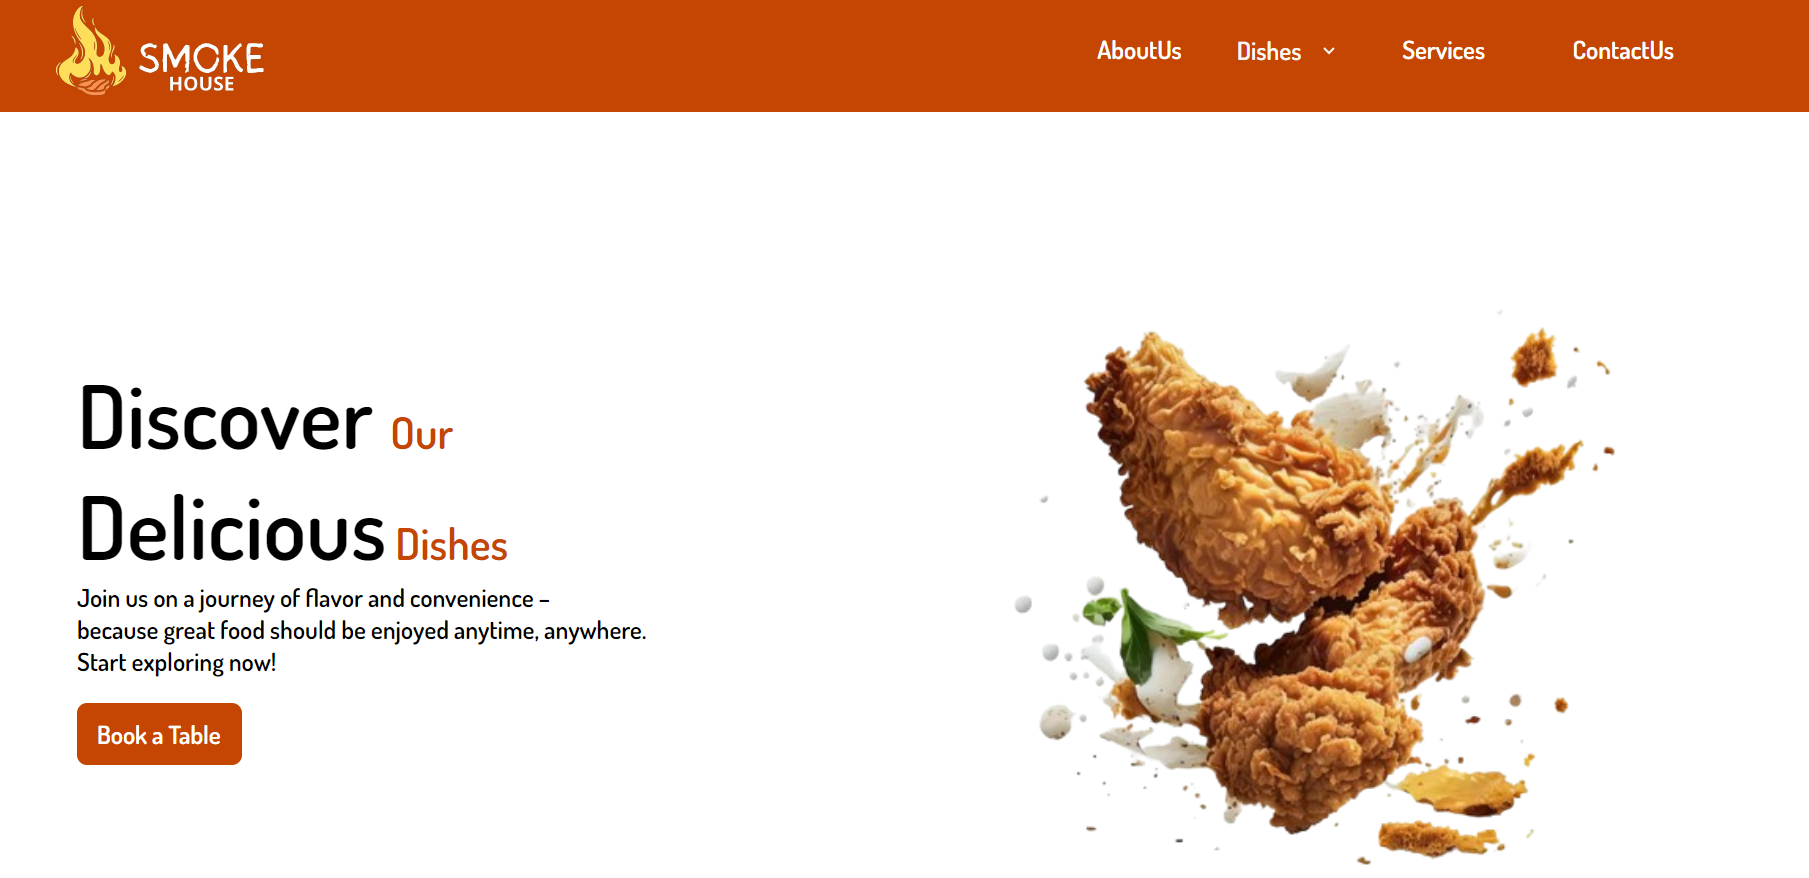 SMOKE
HOUSE
AboutUs Dishes Services ContactUs
Discover Our
Delicious Dishes
Join us on a journey of flavor and convenience –
because great food should be enjoyed anytime, anywhere.
Start exploring now!
Book a Table